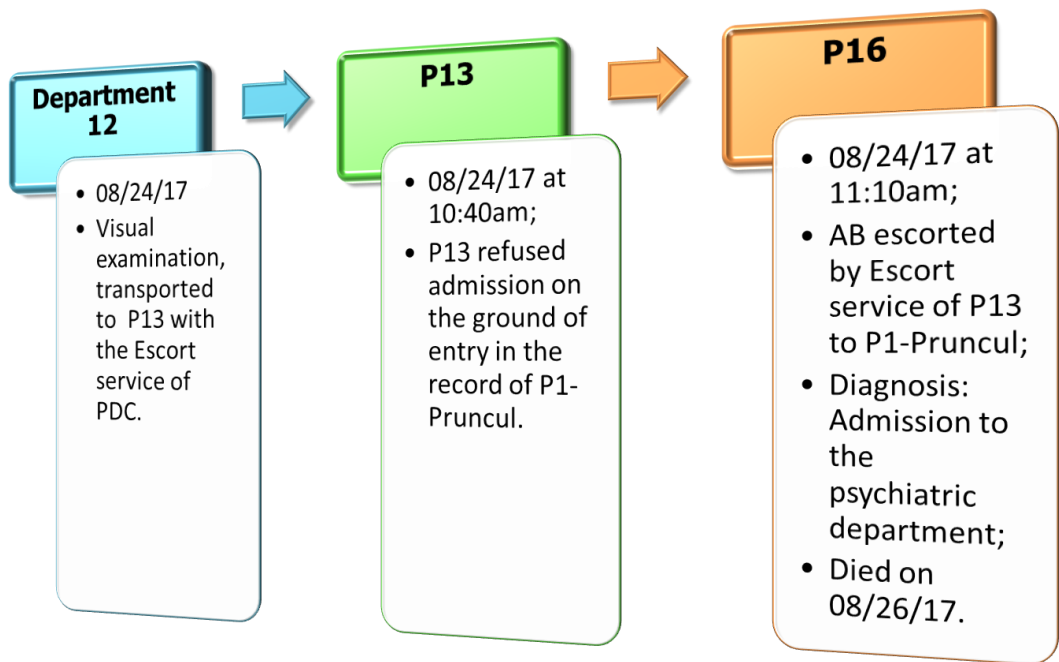 Department
12
• 08/24/17
• Visual
examination,
transported
to P13 with
the Escort
service of
PDC.
P13
• 08/24/17 at
10:40am;
• P13 refused
admission on
the ground of
entry in the
record of P1-
Pruncul.
P16
• 08/24/17 at
11:10am;
• AB escorted
by Escort
service of P13
to P1-Pruncul;
• Diagnosis:
Admission to
the
psychiatric
department;
• Died on
08/26/17.